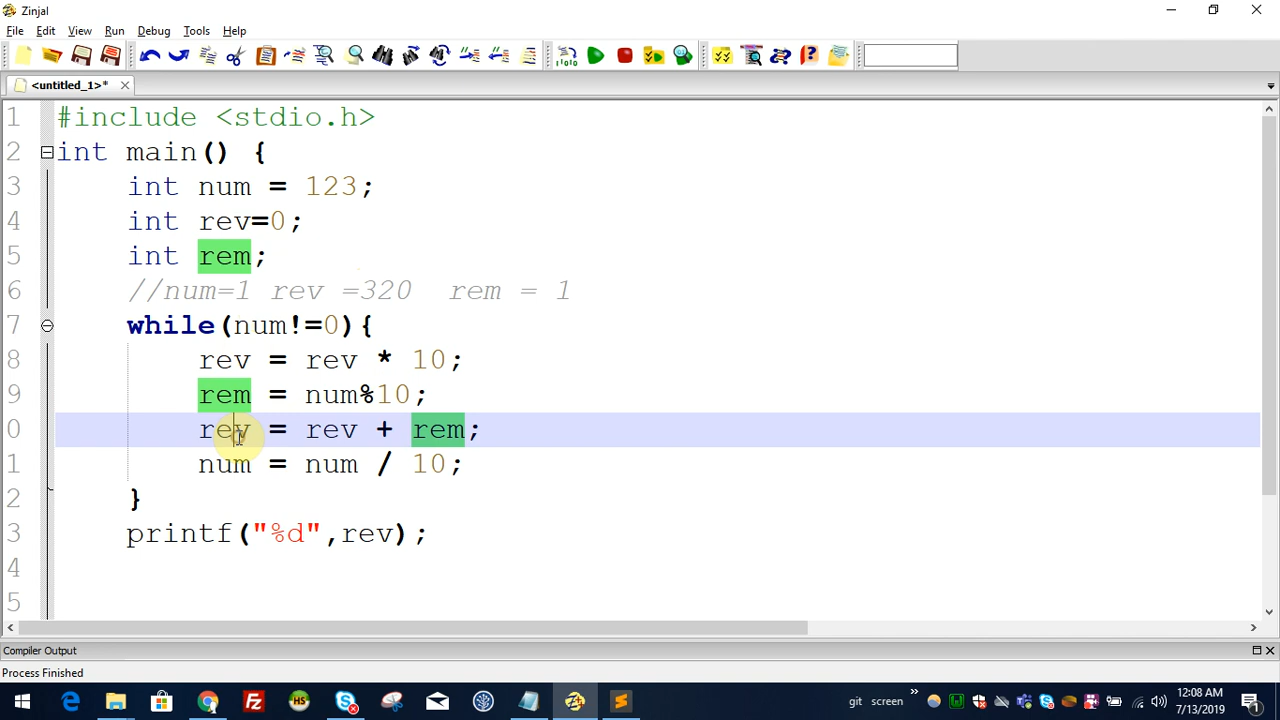 Zinjal
File Edit View Run Debug Tools Help
<untitled_1>*
1 #include <stdio.h>
2 int main() {
3 int num = 123;
4 int rev=0;
5 int rem;
6 //num=1 rev =320 rem = 1
7 while(num!=0){
8 rev = rev * 10;
9 rem = num%10;
0 rev = rev + rem;
1 num = num / 10;
2 }
3 printf("%d",rev);
4
5
Compiler Output
Process Finished
git screen
12:08 AM
7/13/2019